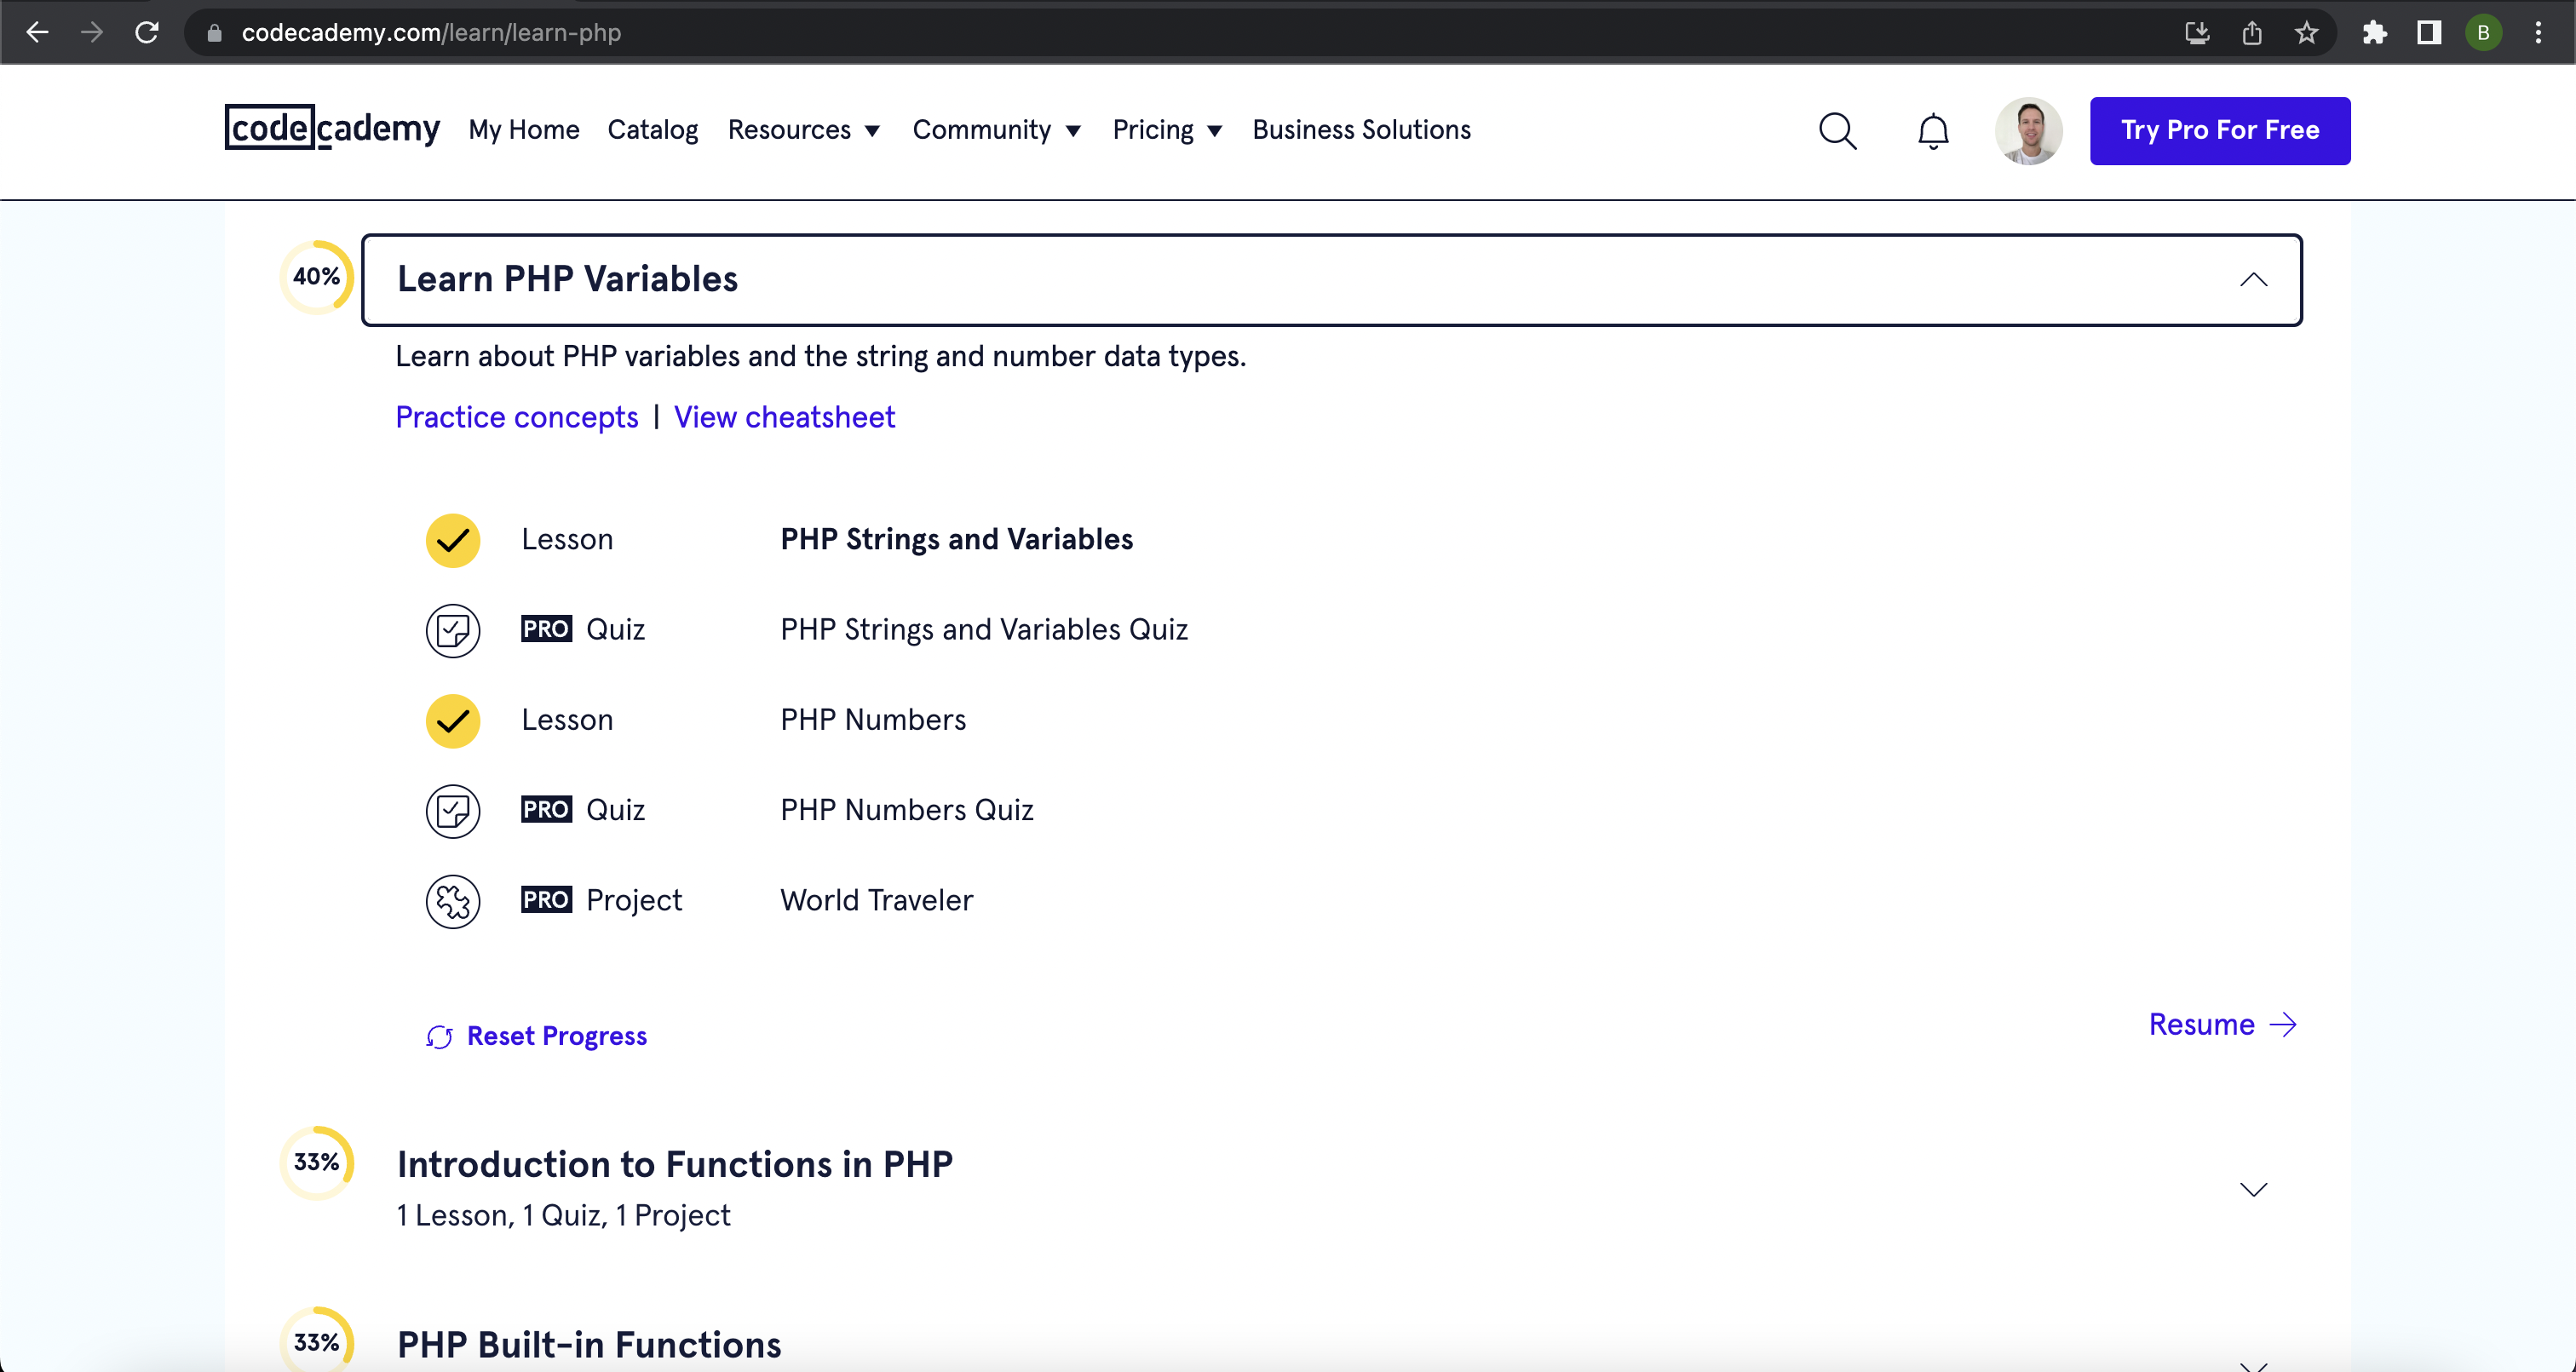 codecademy.com/learn/learn-php
B
codecademy My Home Catalog Resources Community Pricing Business Solutions Try Pro For Free
40% Learn PHP Variables
Learn about PHP variables and the string and number data types.
Practice concepts | View cheatsheet
Lesson PHP Strings and Variables
PRO Quiz PHP Strings and Variables Quiz
Lesson PHP Numbers
PRO Quiz PHP Numbers Quiz
PRO Project World Traveler
Resume
Reset Progress
33% Introduction to Functions in PHP
1 Lesson, 1 Quiz, 1 Project
33% PHP Built-in Functions